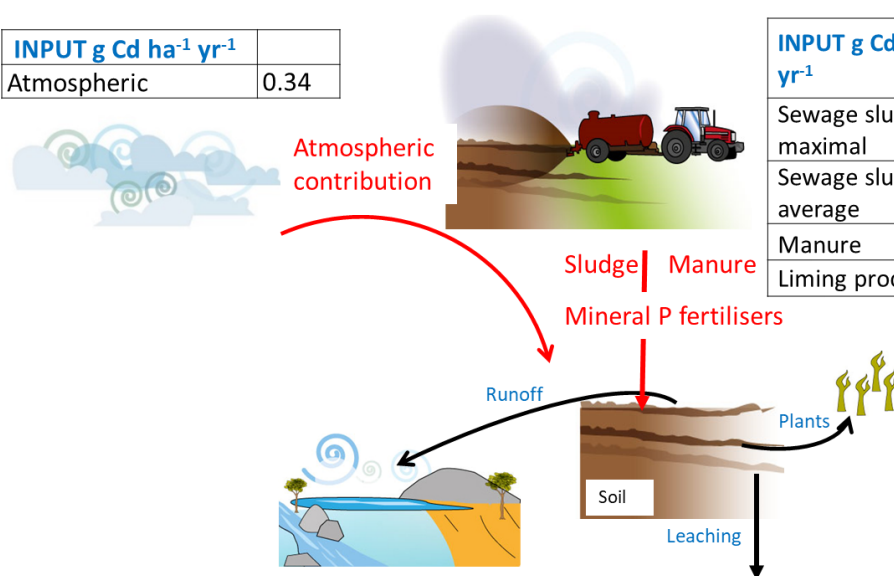 INPUT g Cd ha⁻¹ yr⁻¹
Atmospheric 0.34
Atmospheric
contribution
INPUT g Cd
yr⁻¹
Sewage slu
maximal
Sewage slu
average
Manure
Liming proc
Sludge Manure
Mineral P fertilisers
Runoff
Plants
Soil
Leaching